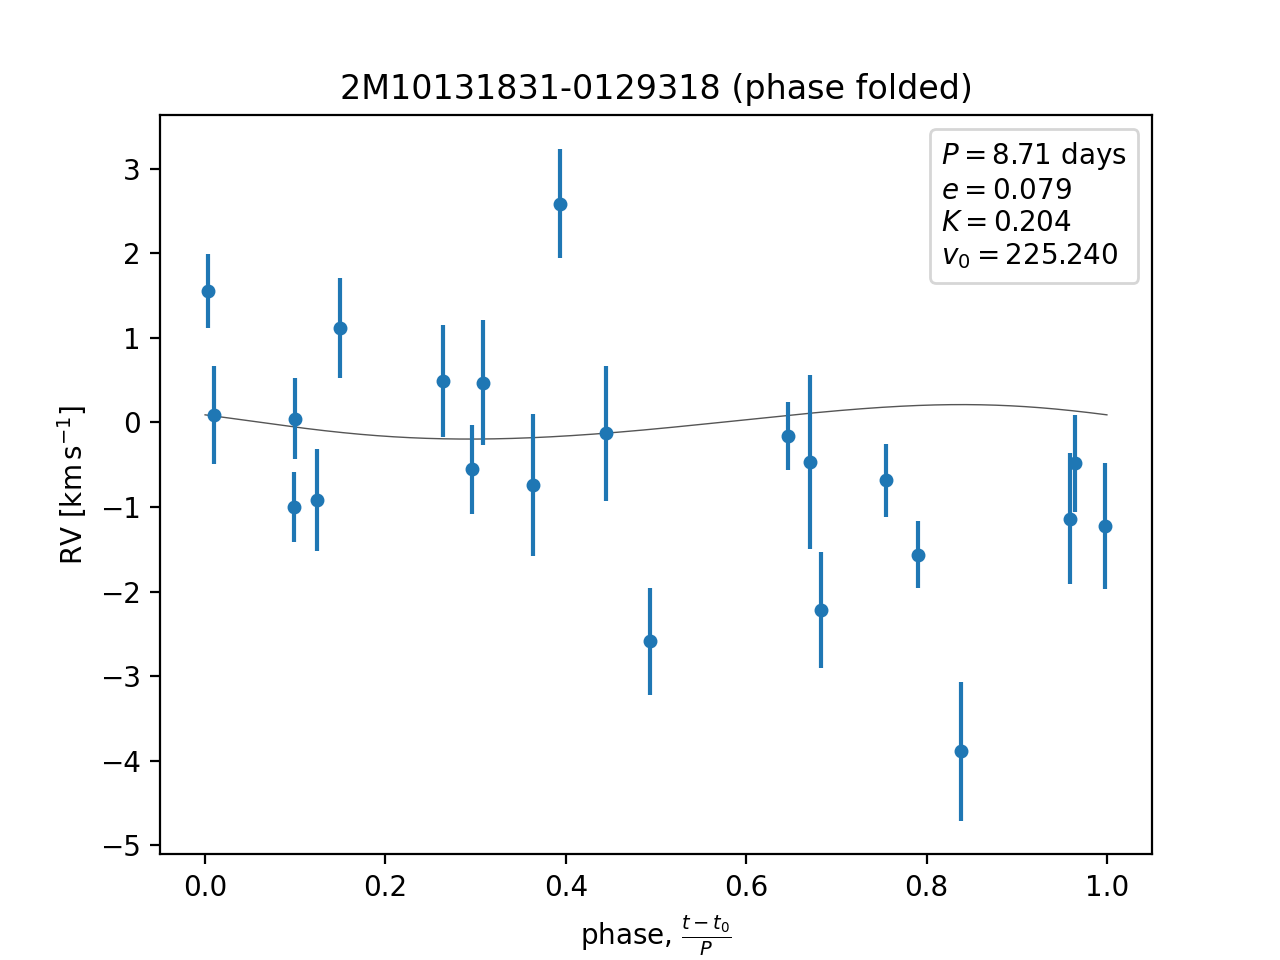 2M10131831-0129318 (phase folded)
P = 8.71 days
e = 0.079
K = 0.204
v₀ = 225.240
3
2
1
0
−1
−2
−3
−4
−5
RV [km s⁻¹]
0.0 0.2 0.4 0.6 0.8 1.0
phase, (t − t₀)/P